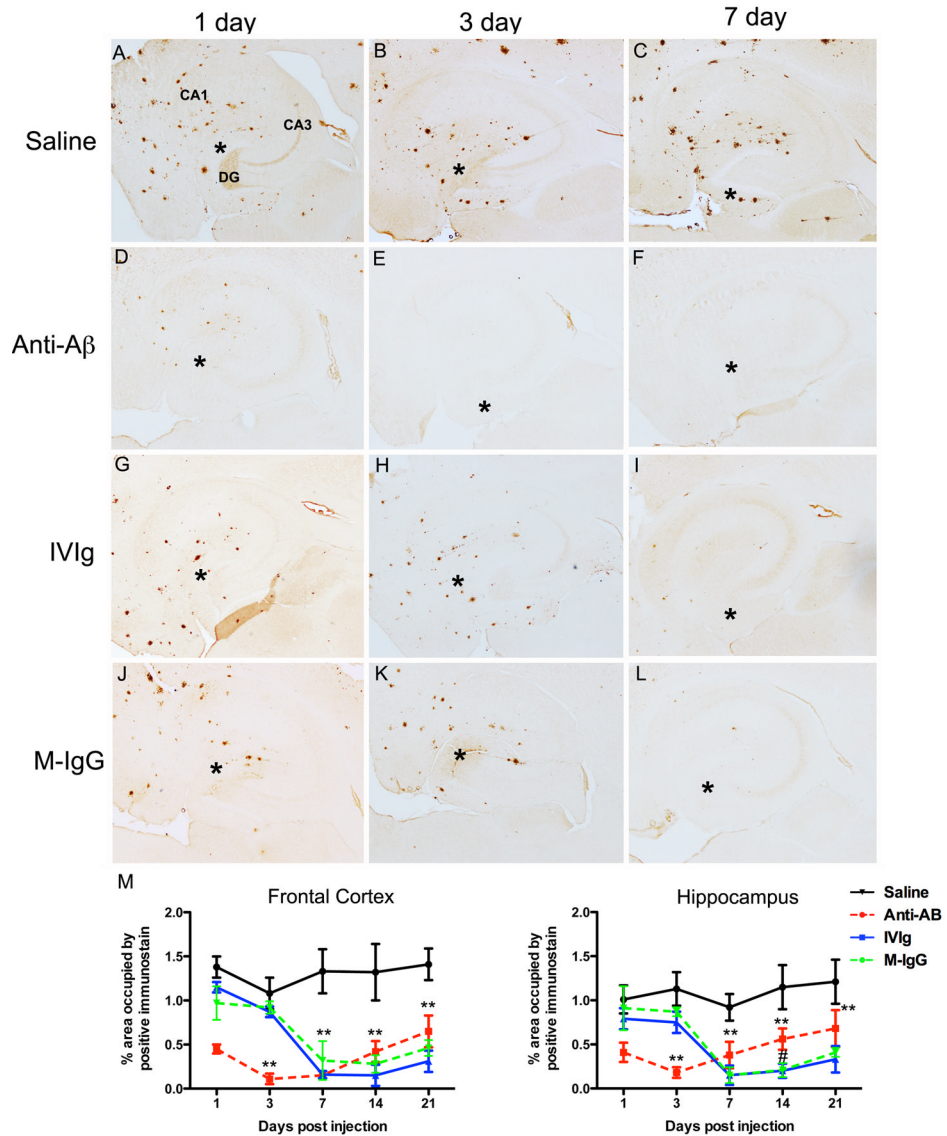 1 day 3 day 7 day
A B C
CA1
CA3
Saline
*
*
*
DG
D E F
Anti-Aβ
*
*
*
G H I
IVIg
*
*
*
J K L
M-IgG
*
*
*
M
Frontal Cortex
% area occupied by
positive immunostain
2.0
1.5
1.0
0.5
0.0
**
**
**
**
1 3 7 14 21
Days post injection
Hippocampus
% area occupied by
positive immunostain
2.0
1.5
1.0
0.5
0.0
**
**
**
**
#
1 3 7 14 21
Days post injection
Saline
Anti-AB
IVIg
M-IgG